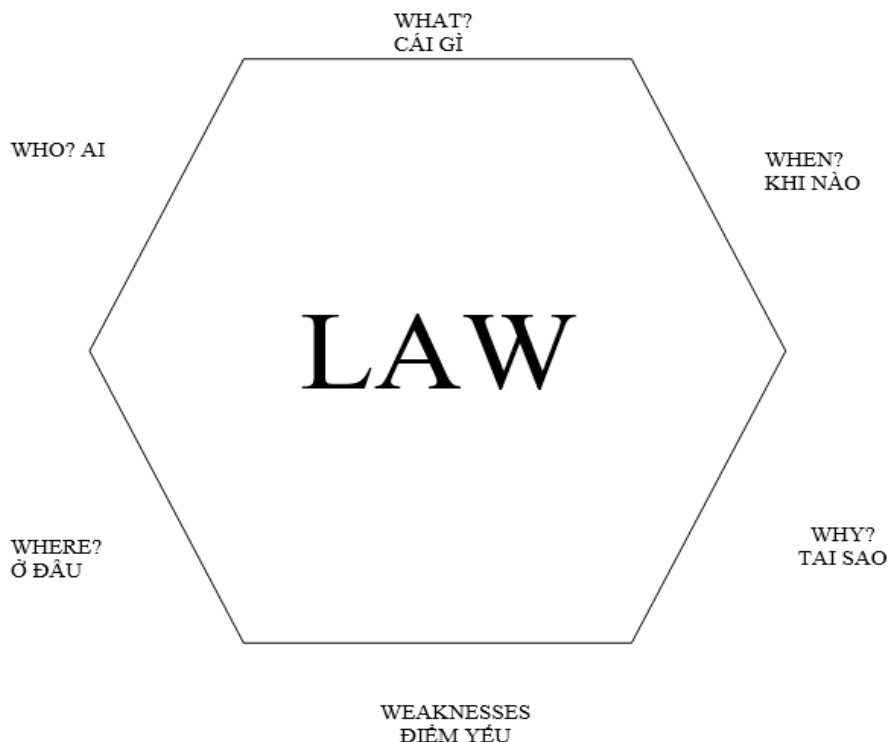 WHAT?
CÁI GÌ
WHO? AI
WHEN?
KHI NÀO
LAW
WHERE?
Ở ĐÂU
WHY?
TAI SAO
WEAKNESSES
ĐIỂM YẾU